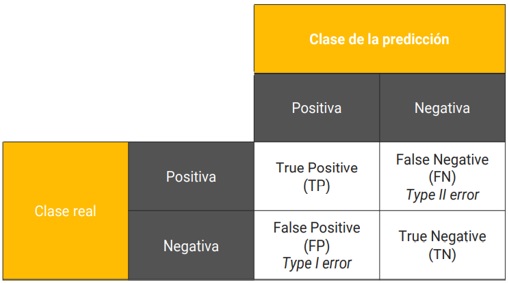 Clase de la predicción
Positiva
Negativa
Clase real
Positiva
True Positive
(TP)
False Negative
(FN)
Type II error
Negativa
False Positive
(FP)
Type I error
True Negative
(TN)